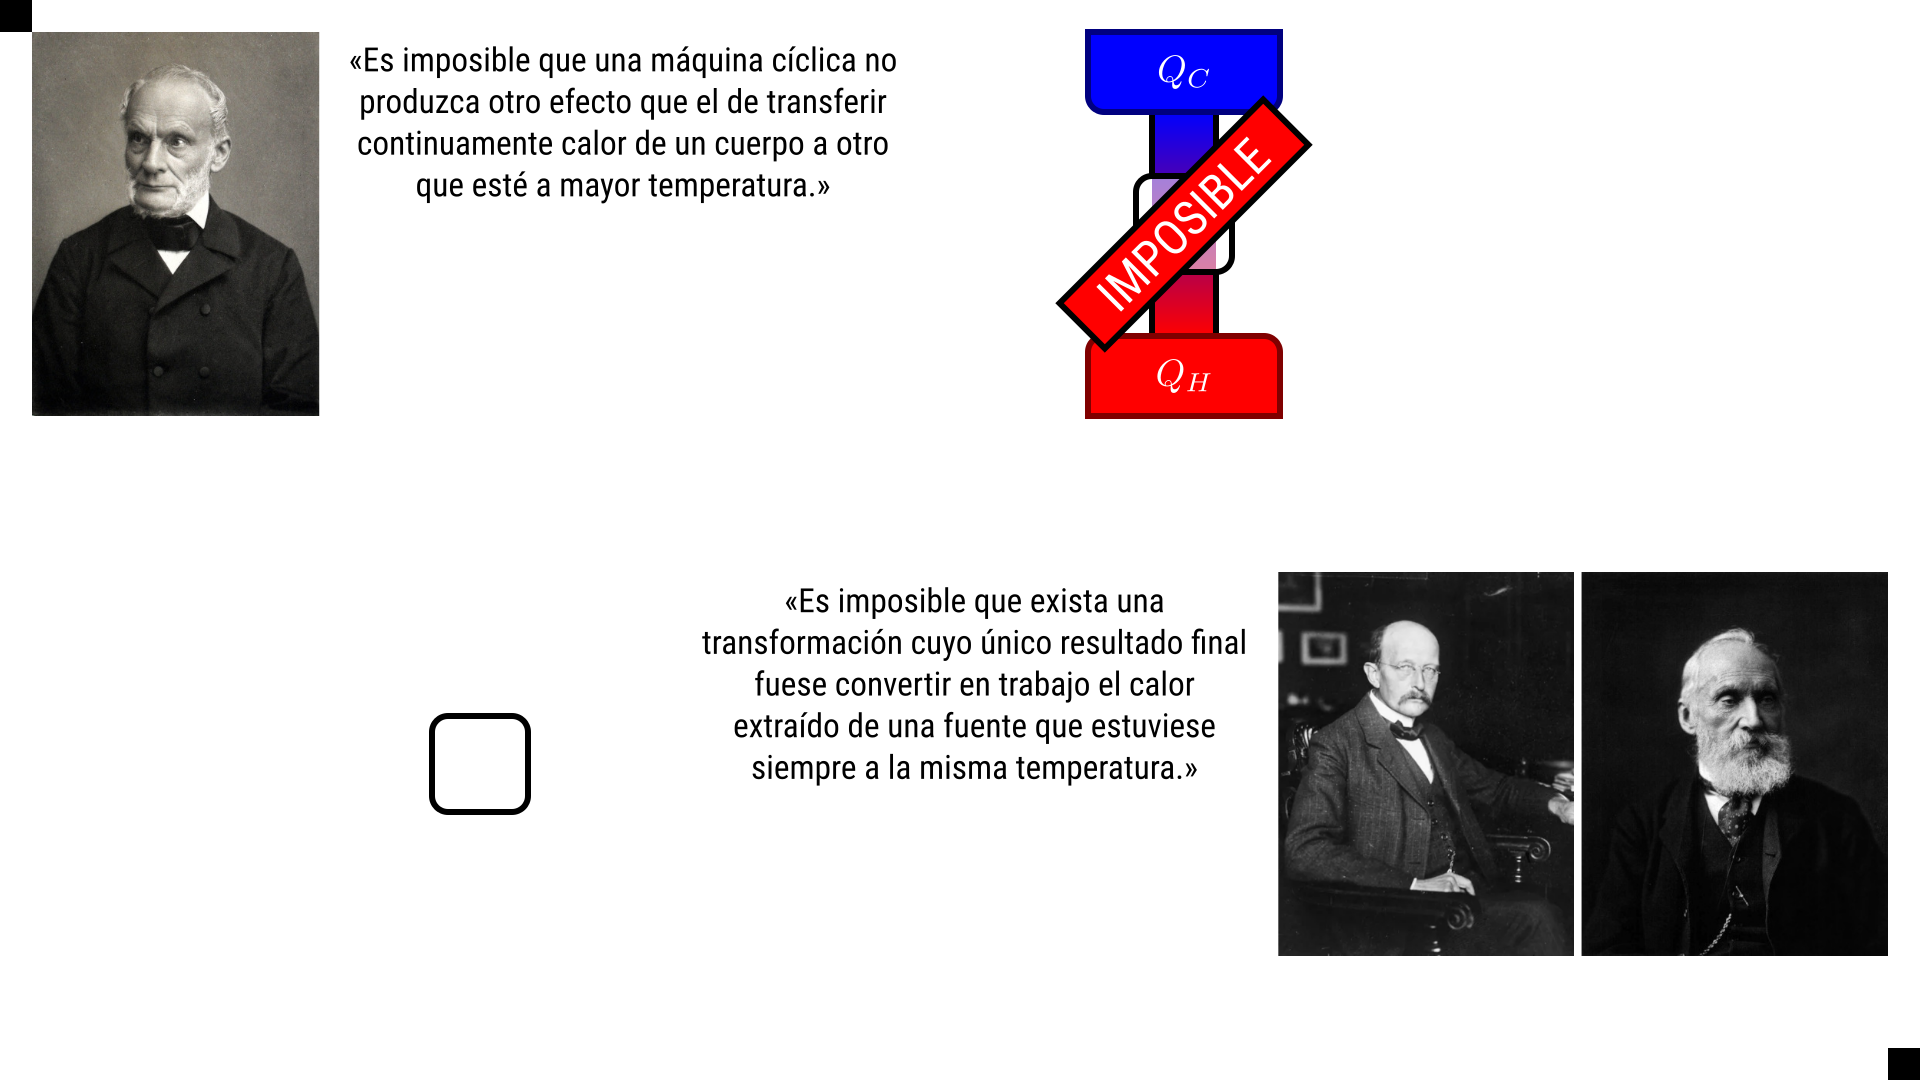 «Es imposible que una máquina cíclica no
produzca otro efecto que el de transferir
continuamente calor de un cuerpo a otro
que esté a mayor temperatura.»
Q_C
IMPOSIBLE
Q_H
«Es imposible que exista una
transformación cuyo único resultado final
fuese convertir en trabajo el calor
extraído de una fuente que estuviese
siempre a la misma temperatura.»